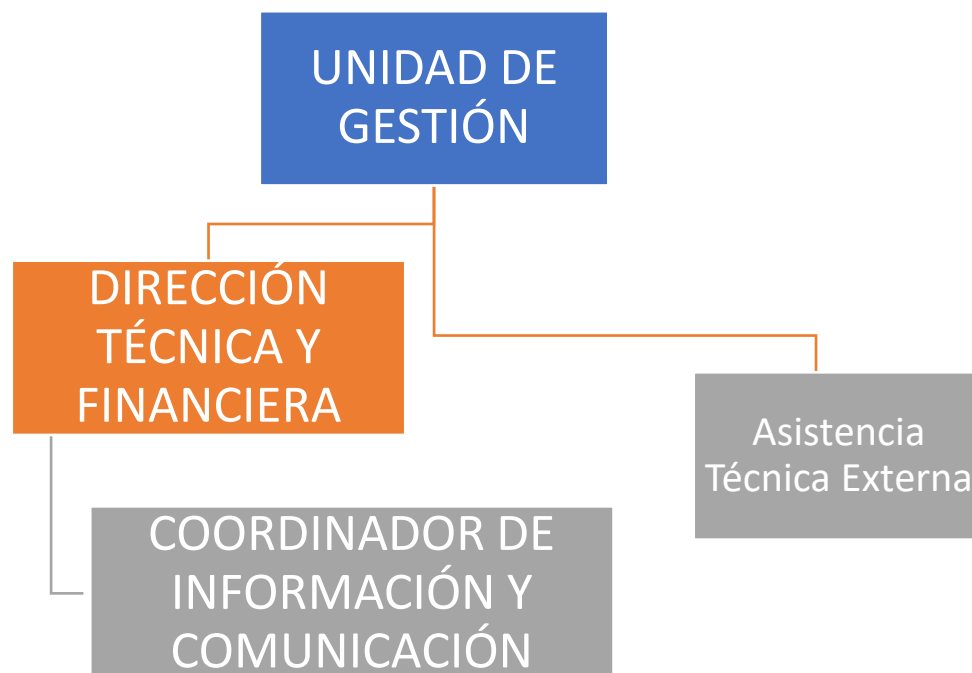 UNIDAD DE
GESTIÓN
DIRECCIÓN
TÉCNICA Y
FINANCIERA
Asistencia
Técnica Externa
COORDINADOR DE
INFORMACIÓN Y
COMUNICACIÓN